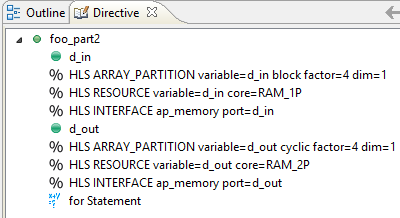 Outline Directive
foo_part2
d_in
% HLS ARRAY_PARTITION variable=d_in block factor=4 dim=1
% HLS RESOURCE variable=d_in core=RAM_1P
% HLS INTERFACE ap_memory port=d_in
d_out
% HLS ARRAY_PARTITION variable=d_out cyclic factor=4 dim=1
% HLS RESOURCE variable=d_out core=RAM_2P
% HLS INTERFACE ap_memory port=d_out
for Statement